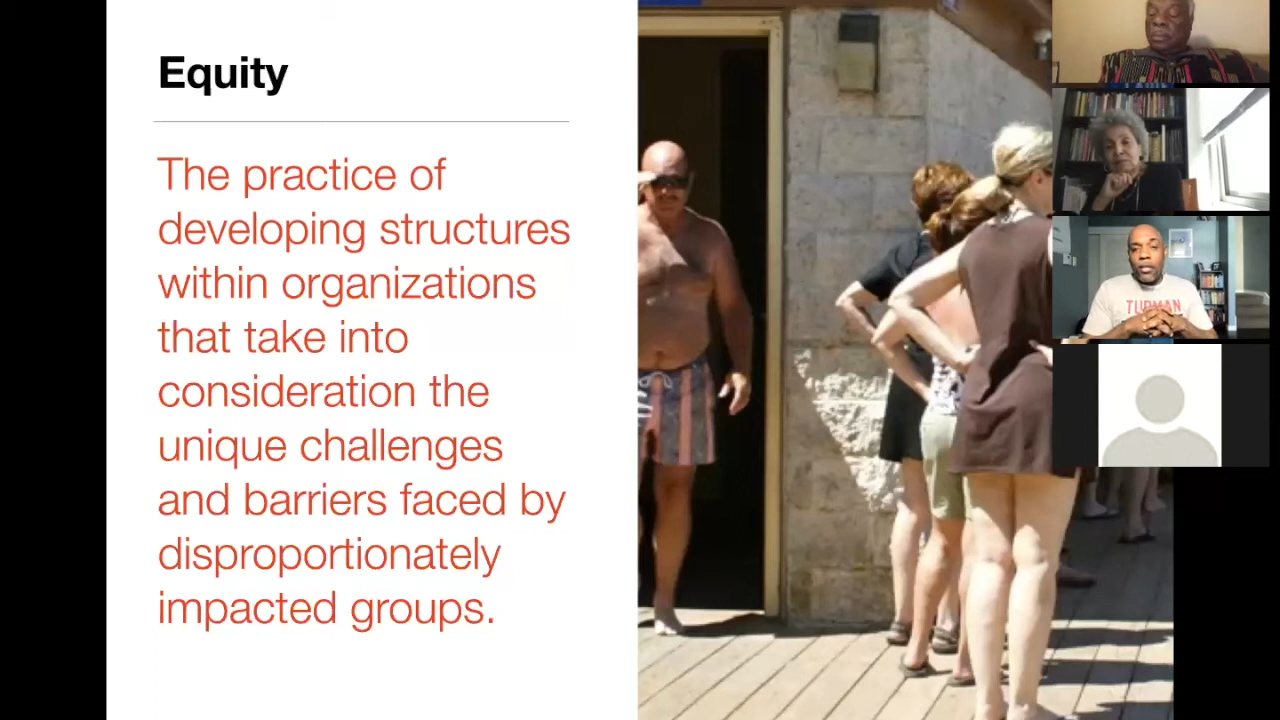 Equity
The practice of
developing structures
within organizations
that take into
consideration the
unique challenges
and barriers faced by
disproportionately
impacted groups.
TUBMAN